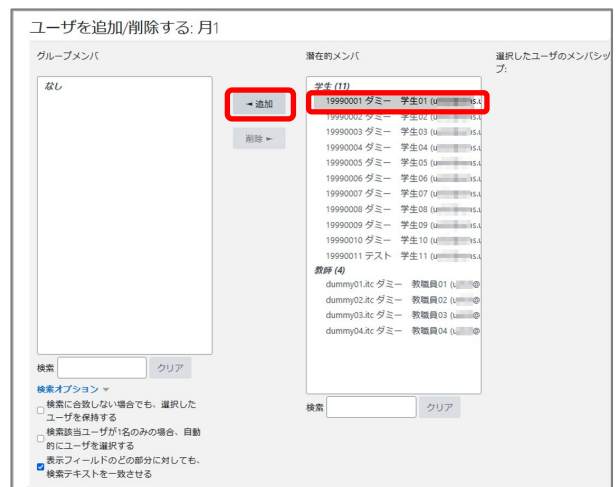 ユーザを追加/削除する: 月1
グループメンバ
なし
◄ 追加
削除 ►
潜在的メンバ
学生 (11)
19990001 ダミー 学生01 (u
19990002 ダミー 学生02 (u
19990003 ダミー 学生03 (u
19990004 ダミー 学生04 (u
19990005 ダミー 学生05 (u
19990006 ダミー 学生06 (u
19990007 ダミー 学生07 (u
19990008 ダミー 学生08 (u
19990009 ダミー 学生09 (u
19990010 ダミー 学生10 (u
19990011 テスト 学生11 (u
教師 (4)
dummy01.itc ダミー 教職員01 (u @
dummy02.itc ダミー 教職員02 (u @
dummy03.itc ダミー 教職員03 (u @
dummy04.itc ダミー 教職員04 (u @
選択したユーザのメンバシッ
プ:
検索
クリア
検索オプション
検索に合致しない場合でも、選択した
ユーザを保持する
検索該当ユーザが1名のみの場合、自動
的にユーザを選択する
表示フィールドのどの部分に対しても、
検索テキストを一致させる
検索
クリア